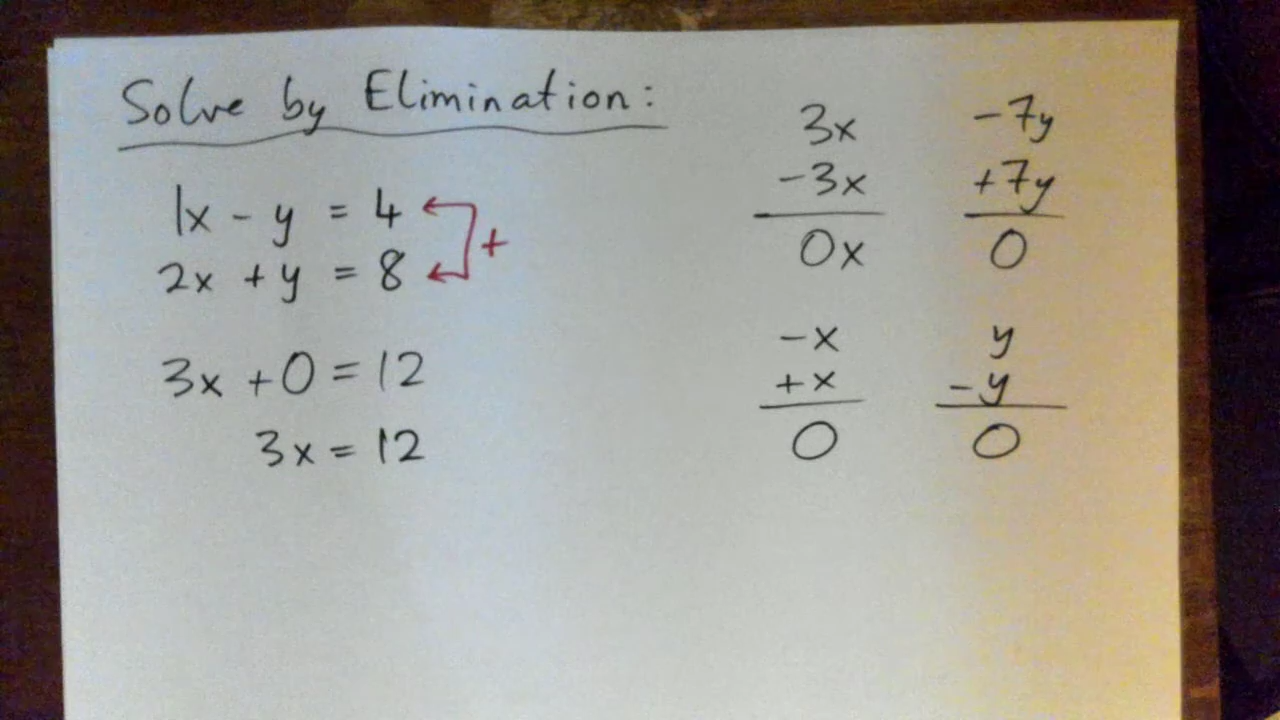 Solve by Elimination:
1x - y = 4
2x + y = 8
+
3x + 0 = 12
3x = 12
3x
-3x
0x
-7y
+7y
0
-x
+x
0
y
-y
0